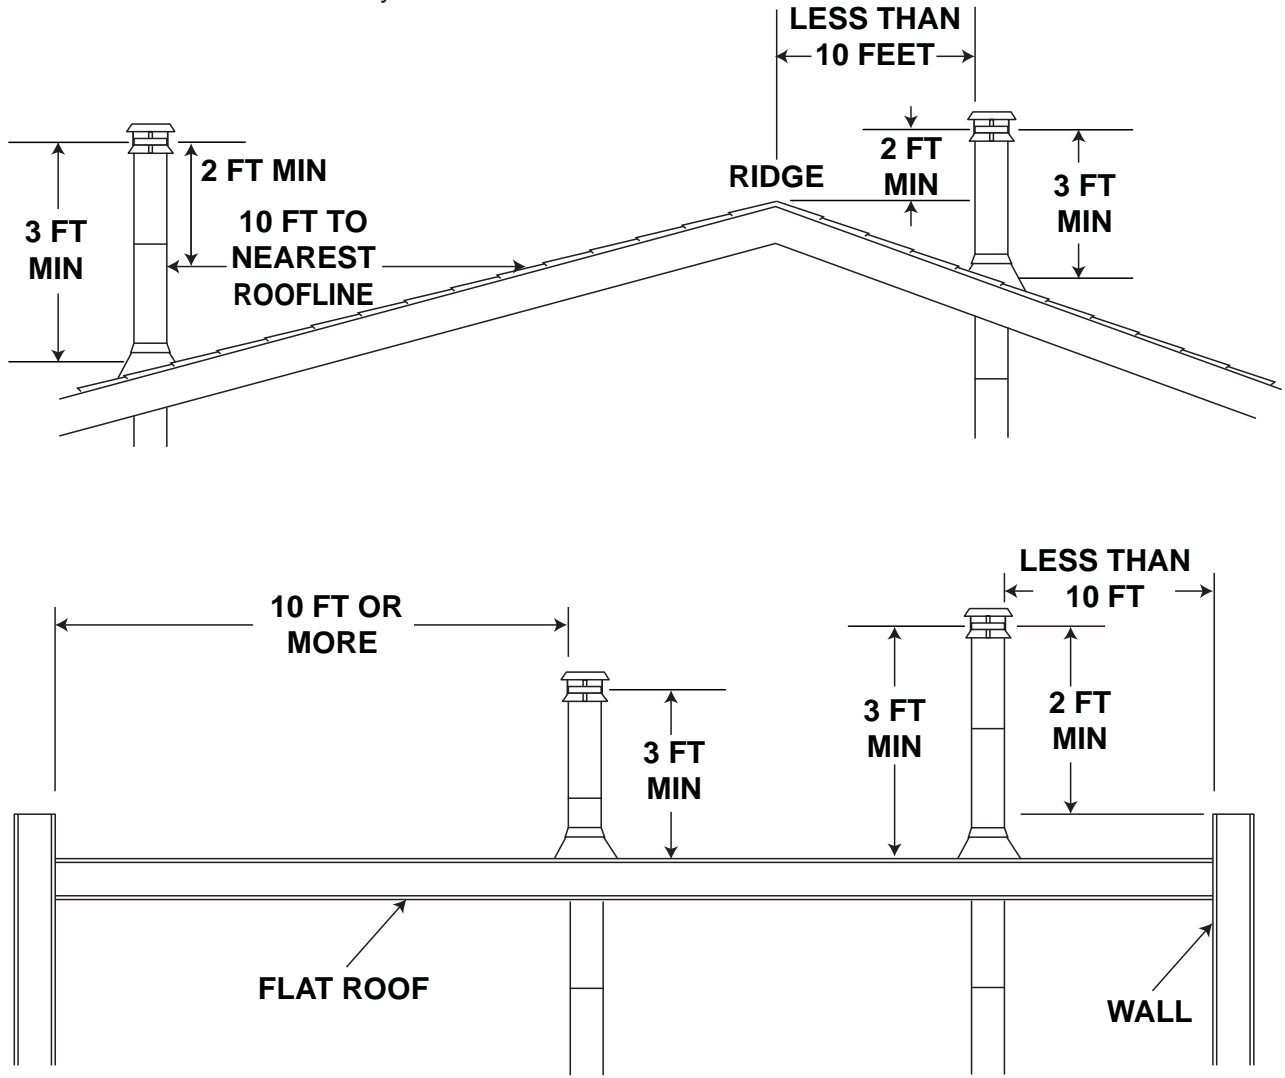 LESS THAN
10 FEET
2 FT MIN
3 FT
MIN
10 FT TO
NEAREST
ROOFLINE
RIDGE
2 FT
MIN
3 FT
MIN
10 FT OR
MORE
3 FT
MIN
LESS THAN
10 FT
3 FT
MIN
2 FT
MIN
FLAT ROOF
WALL